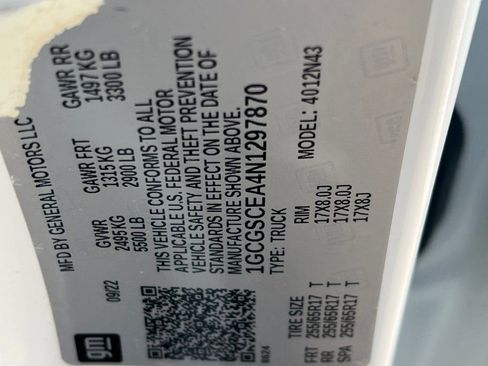 MFD BY GENERAL MOTORS LLC
09/22
GVWR
2495 KG
5500 LB
GAWR FRT
1315 KG
2900 LB
GAWR RR
1497 KG
3300 LB
THIS VEHICLE CONFORMS TO ALL
APPLICABLE U.S. FEDERAL MOTOR
VEHICLE SAFETY AND THEFT PREVENTION
STANDARDS IN EFFECT ON THE DATE OF
MANUFACTURE SHOWN ABOVE.
1GCGSCEA4N1297870
TYPE: TRUCK
MODEL: 4012N43
TIRE SIZE RIM
FRT 255/65R17 T 17X8.0J
RR 255/65R17 T 17X8.0J
SPA 255/65R17 T 17X8J
gm
0624